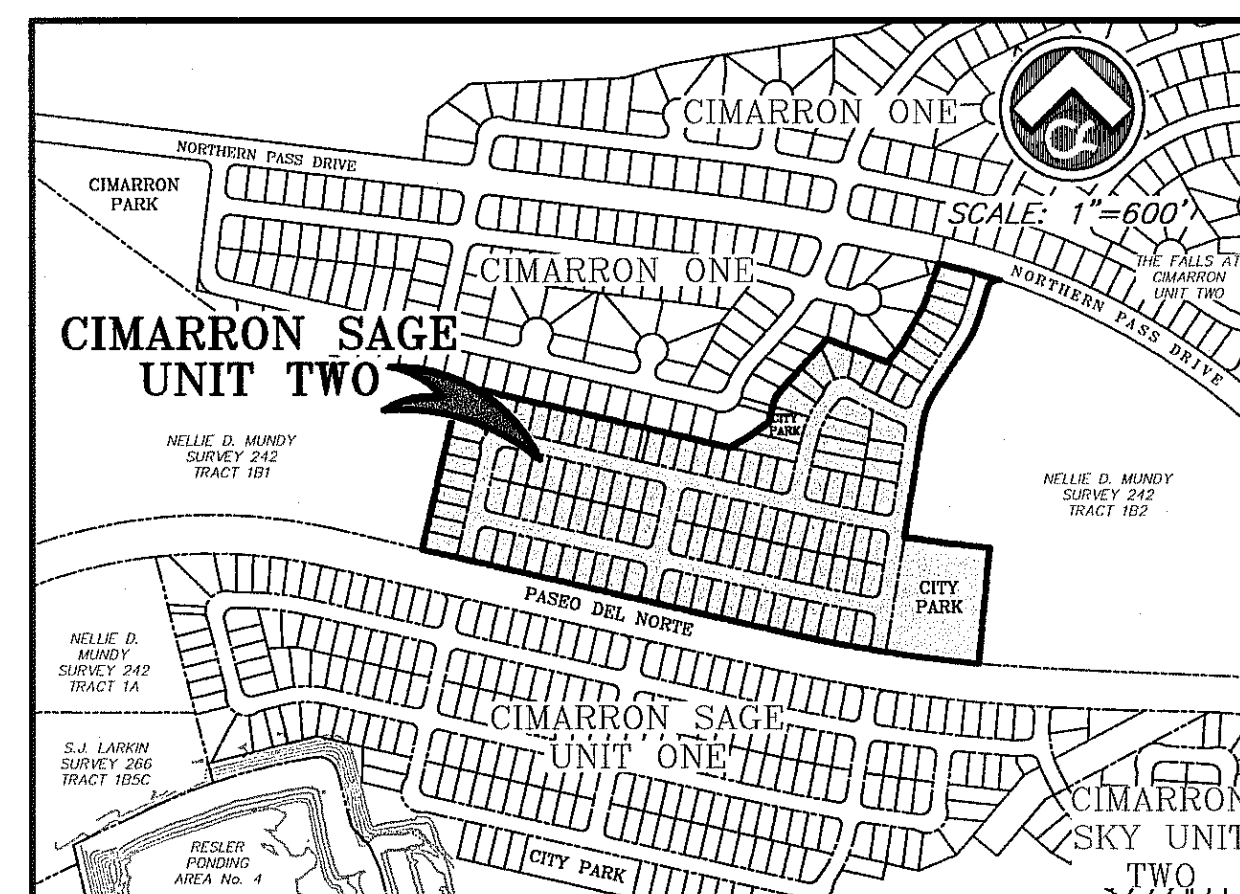 CIMARRON ONE
NORTHERN PASS DRIVE
CIMARRON
PARK
SCALE: 1"=600'
CIMARRON ONE
THE FALLS AT
CIMARRON
UNIT TWO
NORTHERN PASS DRIVE
CIMARRON SAGE
UNIT TWO
CITY
PARK
NELLIE D. MUNDY
SURVEY 242
TRACT 1B1
NELLIE D. MUNDY
SURVEY 242
TRACT 1B2
CITY
PARK
PASEO DEL NORTE
NELLIE D.
MUNDY
SURVEY 242
TRACT 1A
CIMARRON SAGE
UNIT ONE
S.J. LARKIN
SURVEY 266
TRACT 1B5C
CIMARRON
SKY UNIT
TWO
RESLER
PONDING
AREA No. 4
CITY PARK